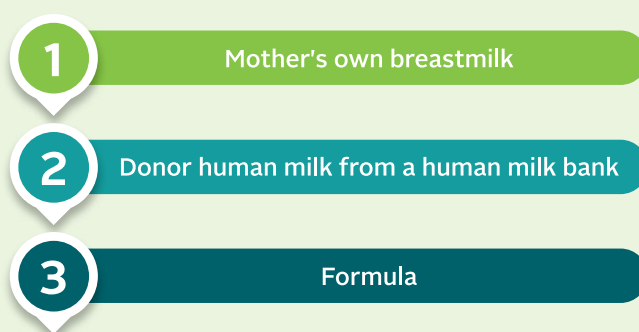 1
Mother's own breastmilk
2
Donor human milk from a human milk bank
3
Formula